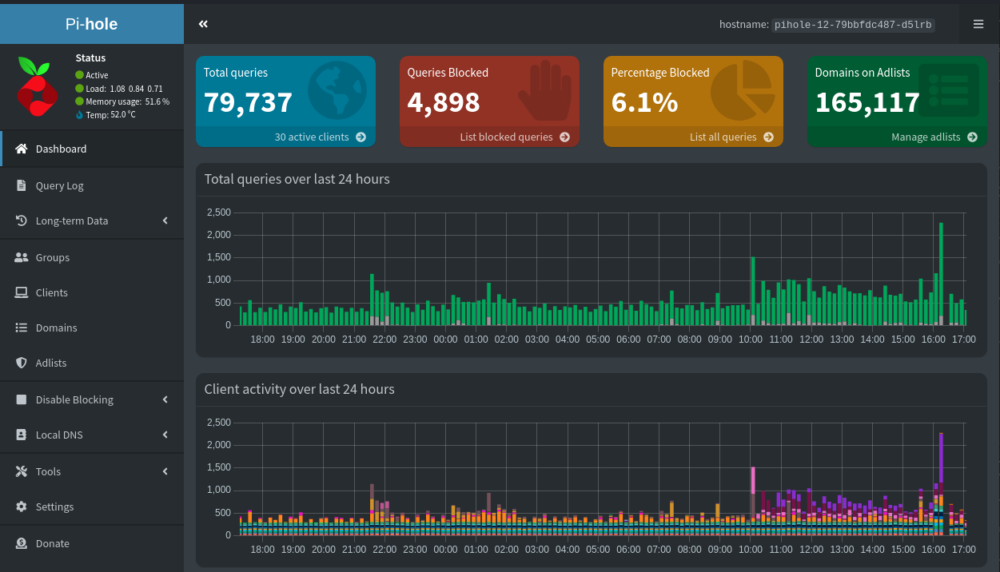 Pi-hole
hostname: pihole-12-79bbfdc487-d5lrb
Status
Active
Load: 1.08 0.84 0.71
Memory usage: 51.6 %
Temp: 52.0 °C
Dashboard
Query Log
Long-term Data
Groups
Clients
Domains
Adlists
Disable Blocking
Local DNS
Tools
Settings
Donate
Total queries
79,737
30 active clients
Queries Blocked
4,898
List blocked queries
Percentage Blocked
6.1%
List all queries
Domains on Adlists
165,117
Manage adlists
Total queries over last 24 hours
2,500
2,000
1,500
1,000
500
0
18:00 19:00 20:00 21:00 22:00 23:00 00:00 01:00 02:00 03:00 04:00 05:00 06:00 07:00 08:00 09:00 10:00 11:00 12:00 13:00 14:00 15:00 16:00 17:00
Client activity over last 24 hours
2,500
2,000
1,500
1,000
500
0
18:00 19:00 20:00 21:00 22:00 23:00 00:00 01:00 02:00 03:00 04:00 05:00 06:00 07:00 08:00 09:00 10:00 11:00 12:00 13:00 14:00 15:00 16:00 17:00